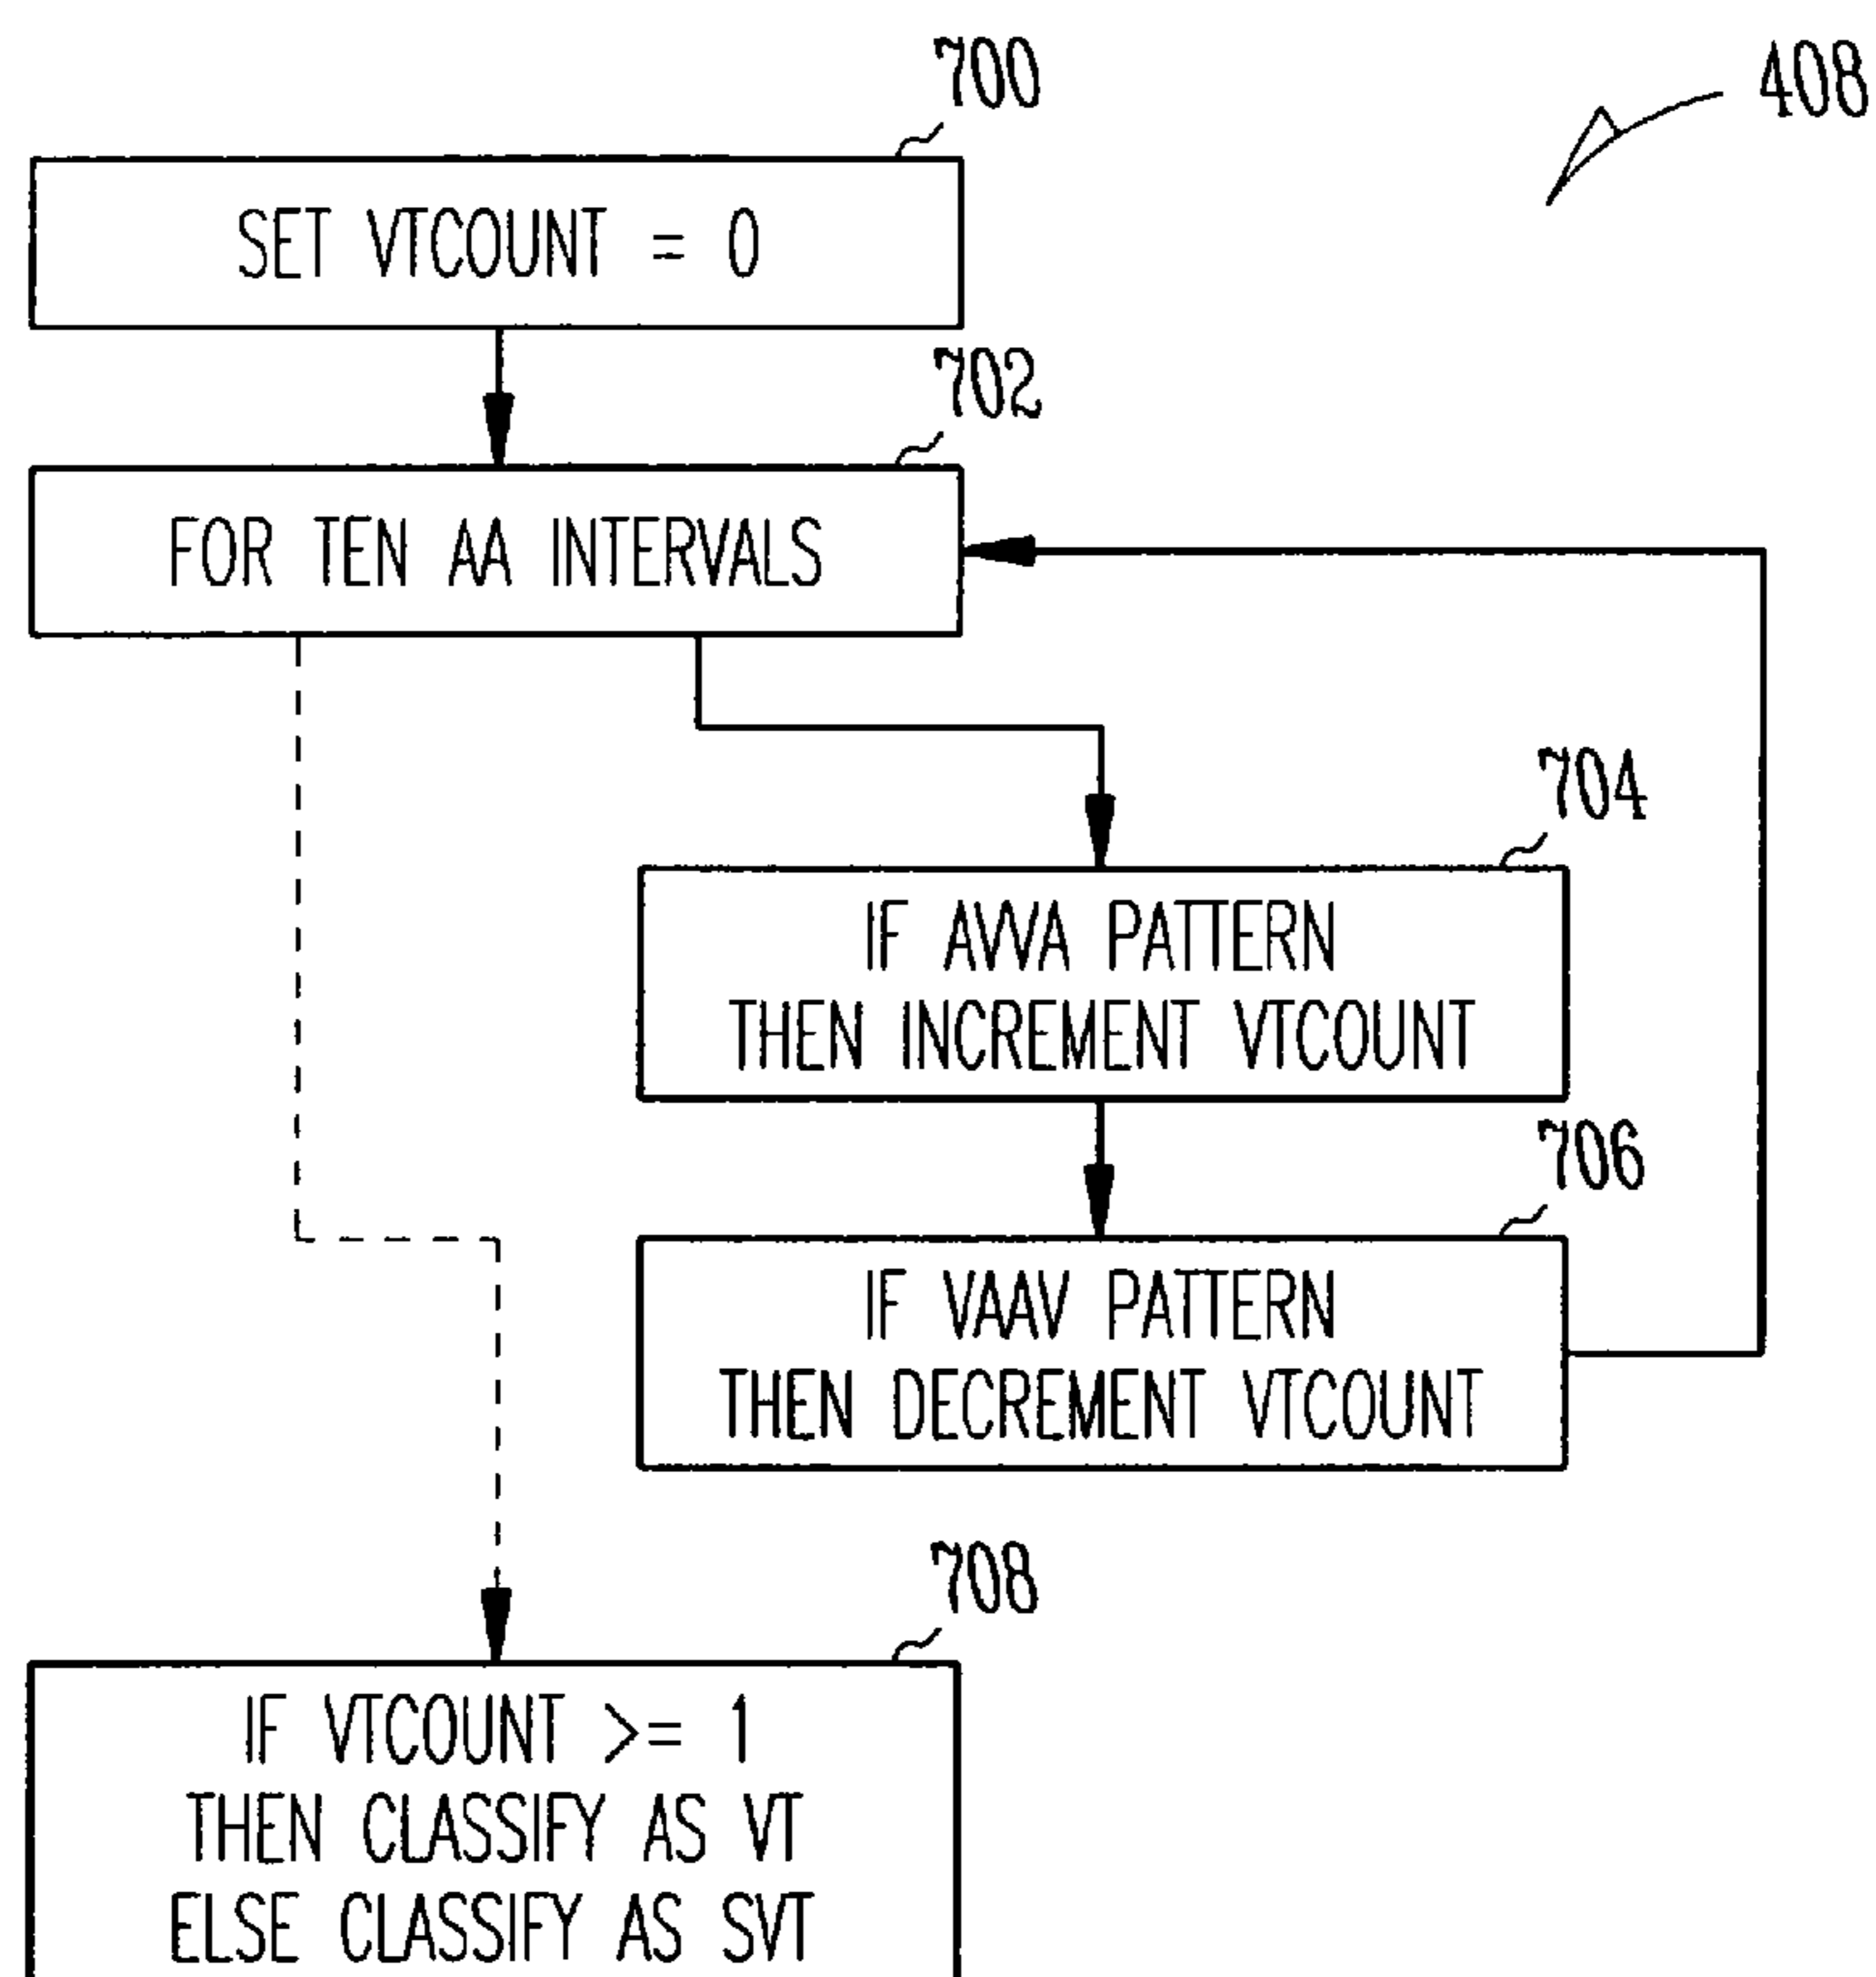 700
408
SET VTCOUNT = 0
702
FOR TEN AA INTERVALS
704
IF AVVA PATTERN
THEN INCREMENT VTCOUNT
706
IF VAAV PATTERN
THEN DECREMENT VTCOUNT
708
IF VTCOUNT >= 1
THEN CLASSIFY AS VT
ELSE CLASSIFY AS SVT